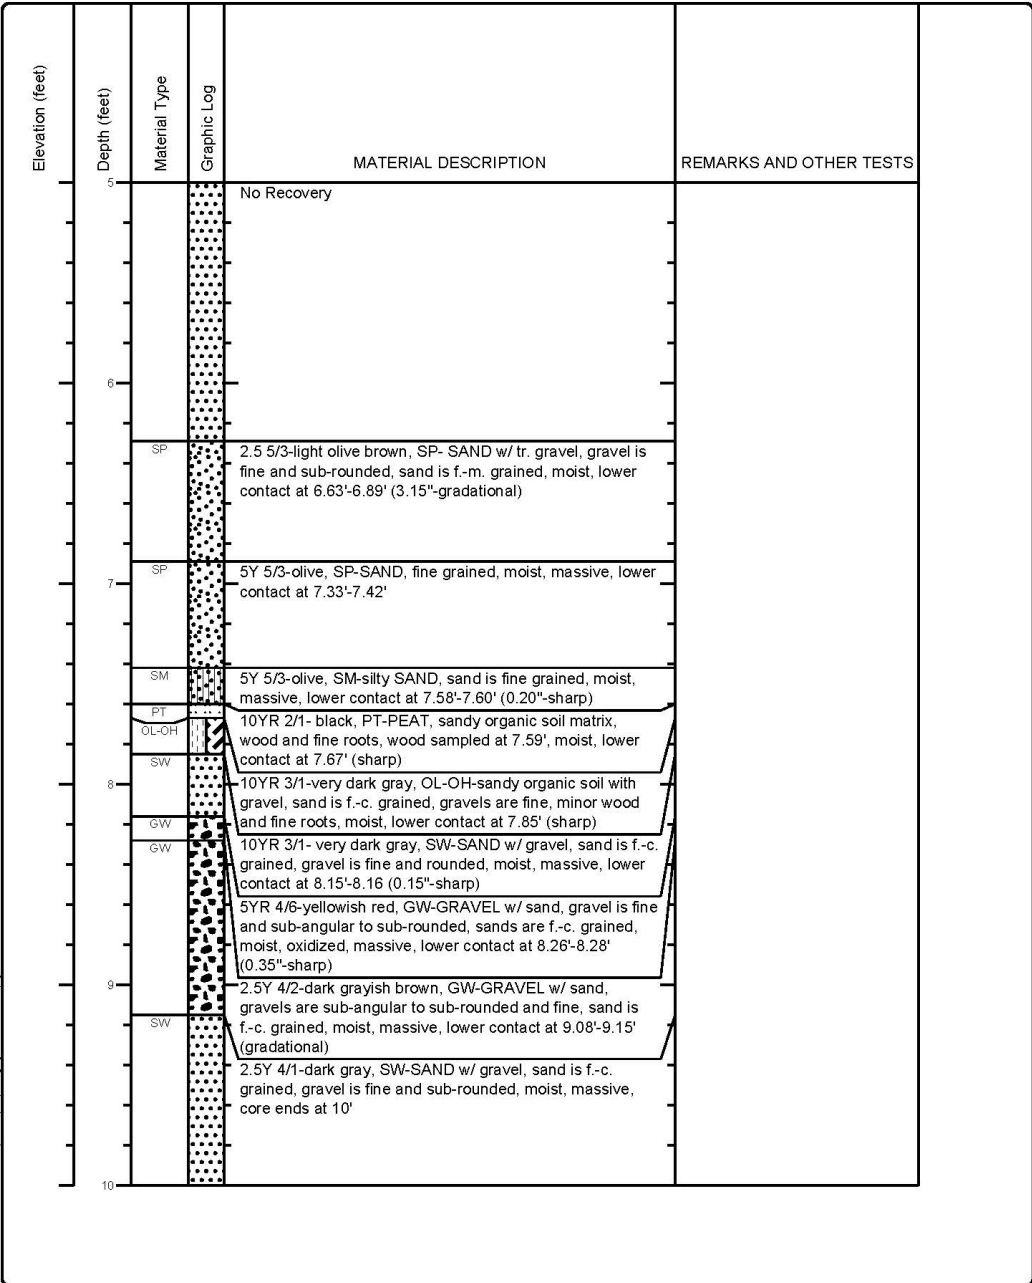 Elevation (feet)
Depth (feet)
Material Type
Graphic Log
MATERIAL DESCRIPTION
REMARKS AND OTHER TESTS
5
No Recovery
6
SP
2.5 5/3-light olive brown, SP- SAND w/ tr. gravel, gravel is
fine and sub-rounded, sand is f.-m. grained, moist, lower
contact at 6.63'-6.89' (3.15"-gradational)
SP
5Y 5/3-olive, SP-SAND, fine grained, moist, massive, lower
7
contact at 7.33'-7.42'
SM
5Y 5/3-olive, SM-silty SAND, sand is fine grained, moist,
massive, lower contact at 7.58'-7.60' (0.20"-sharp)
PT
10YR 2/1- black, PT-PEAT, sandy organic soil matrix,
wood and fine roots, wood sampled at 7.59', moist, lower
contact at 7.67' (sharp)
OL-OH
SW
8
10YR 3/1-very dark gray, OL-OH-sandy organic soil with
gravel, sand is f.-c. grained, gravels are fine, minor wood
and fine roots, moist, lower contact at 7.85' (sharp)
GW
GW
10YR 3/1- very dark gray, SW-SAND w/ gravel, sand is f.-c.
grained, gravel is fine and rounded, moist, massive, lower
contact at 8.15'-8.16 (0.15"-sharp)
5YR 4/6-yellowish red, GW-GRAVEL w/ sand, gravel is fine
and sub-angular to sub-rounded, sands are f.-c. grained,
moist, oxidized, massive, lower contact at 8.26'-8.28'
(0.35"-sharp)
9
2.5Y 4/2-dark grayish brown, GW-GRAVEL w/ sand,
gravels are sub-angular to sub-rounded and fine, sand is
f.-c. grained, moist, massive, lower contact at 9.08'-9.15'
(gradational)
SW
2.5Y 4/1-dark gray, SW-SAND w/ gravel, sand is f.-c.
grained, gravel is fine and sub-rounded, moist, massive,
core ends at 10'
10